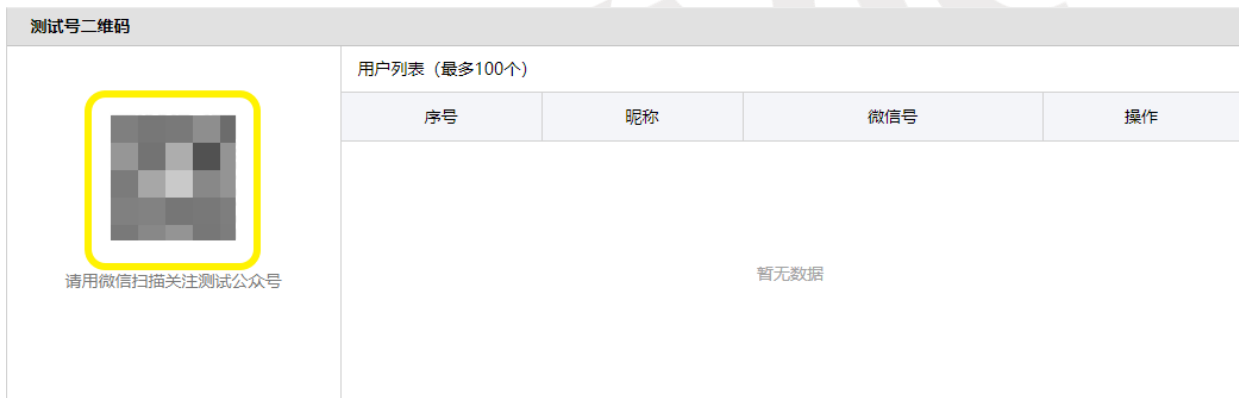 测试号二维码
用户列表（最多100个）
序号 昵称 微信号 操作
请用微信扫描关注测试公众号
暂无数据